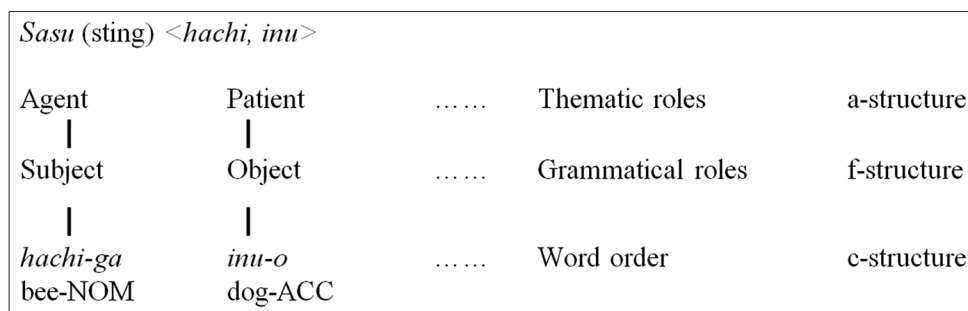 Sasu (sting) <hachi, inu>
Agent Patient …… Thematic roles a-structure
Subject Object …… Grammatical roles f-structure
hachi-ga inu-o …… Word order c-structure
bee-NOM dog-ACC